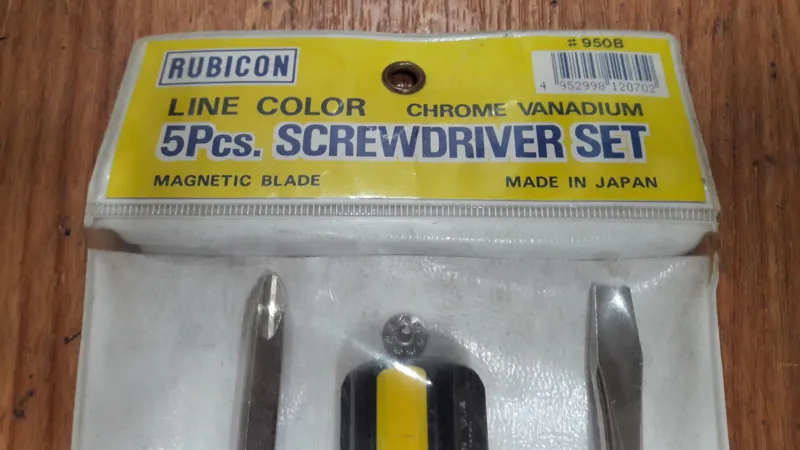 # 950B
RUBICON
4 952998 120702
LINE COLOR CHROME VANADIUM
5Pcs. SCREWDRIVER SET
MAGNETIC BLADE MADE IN JAPAN